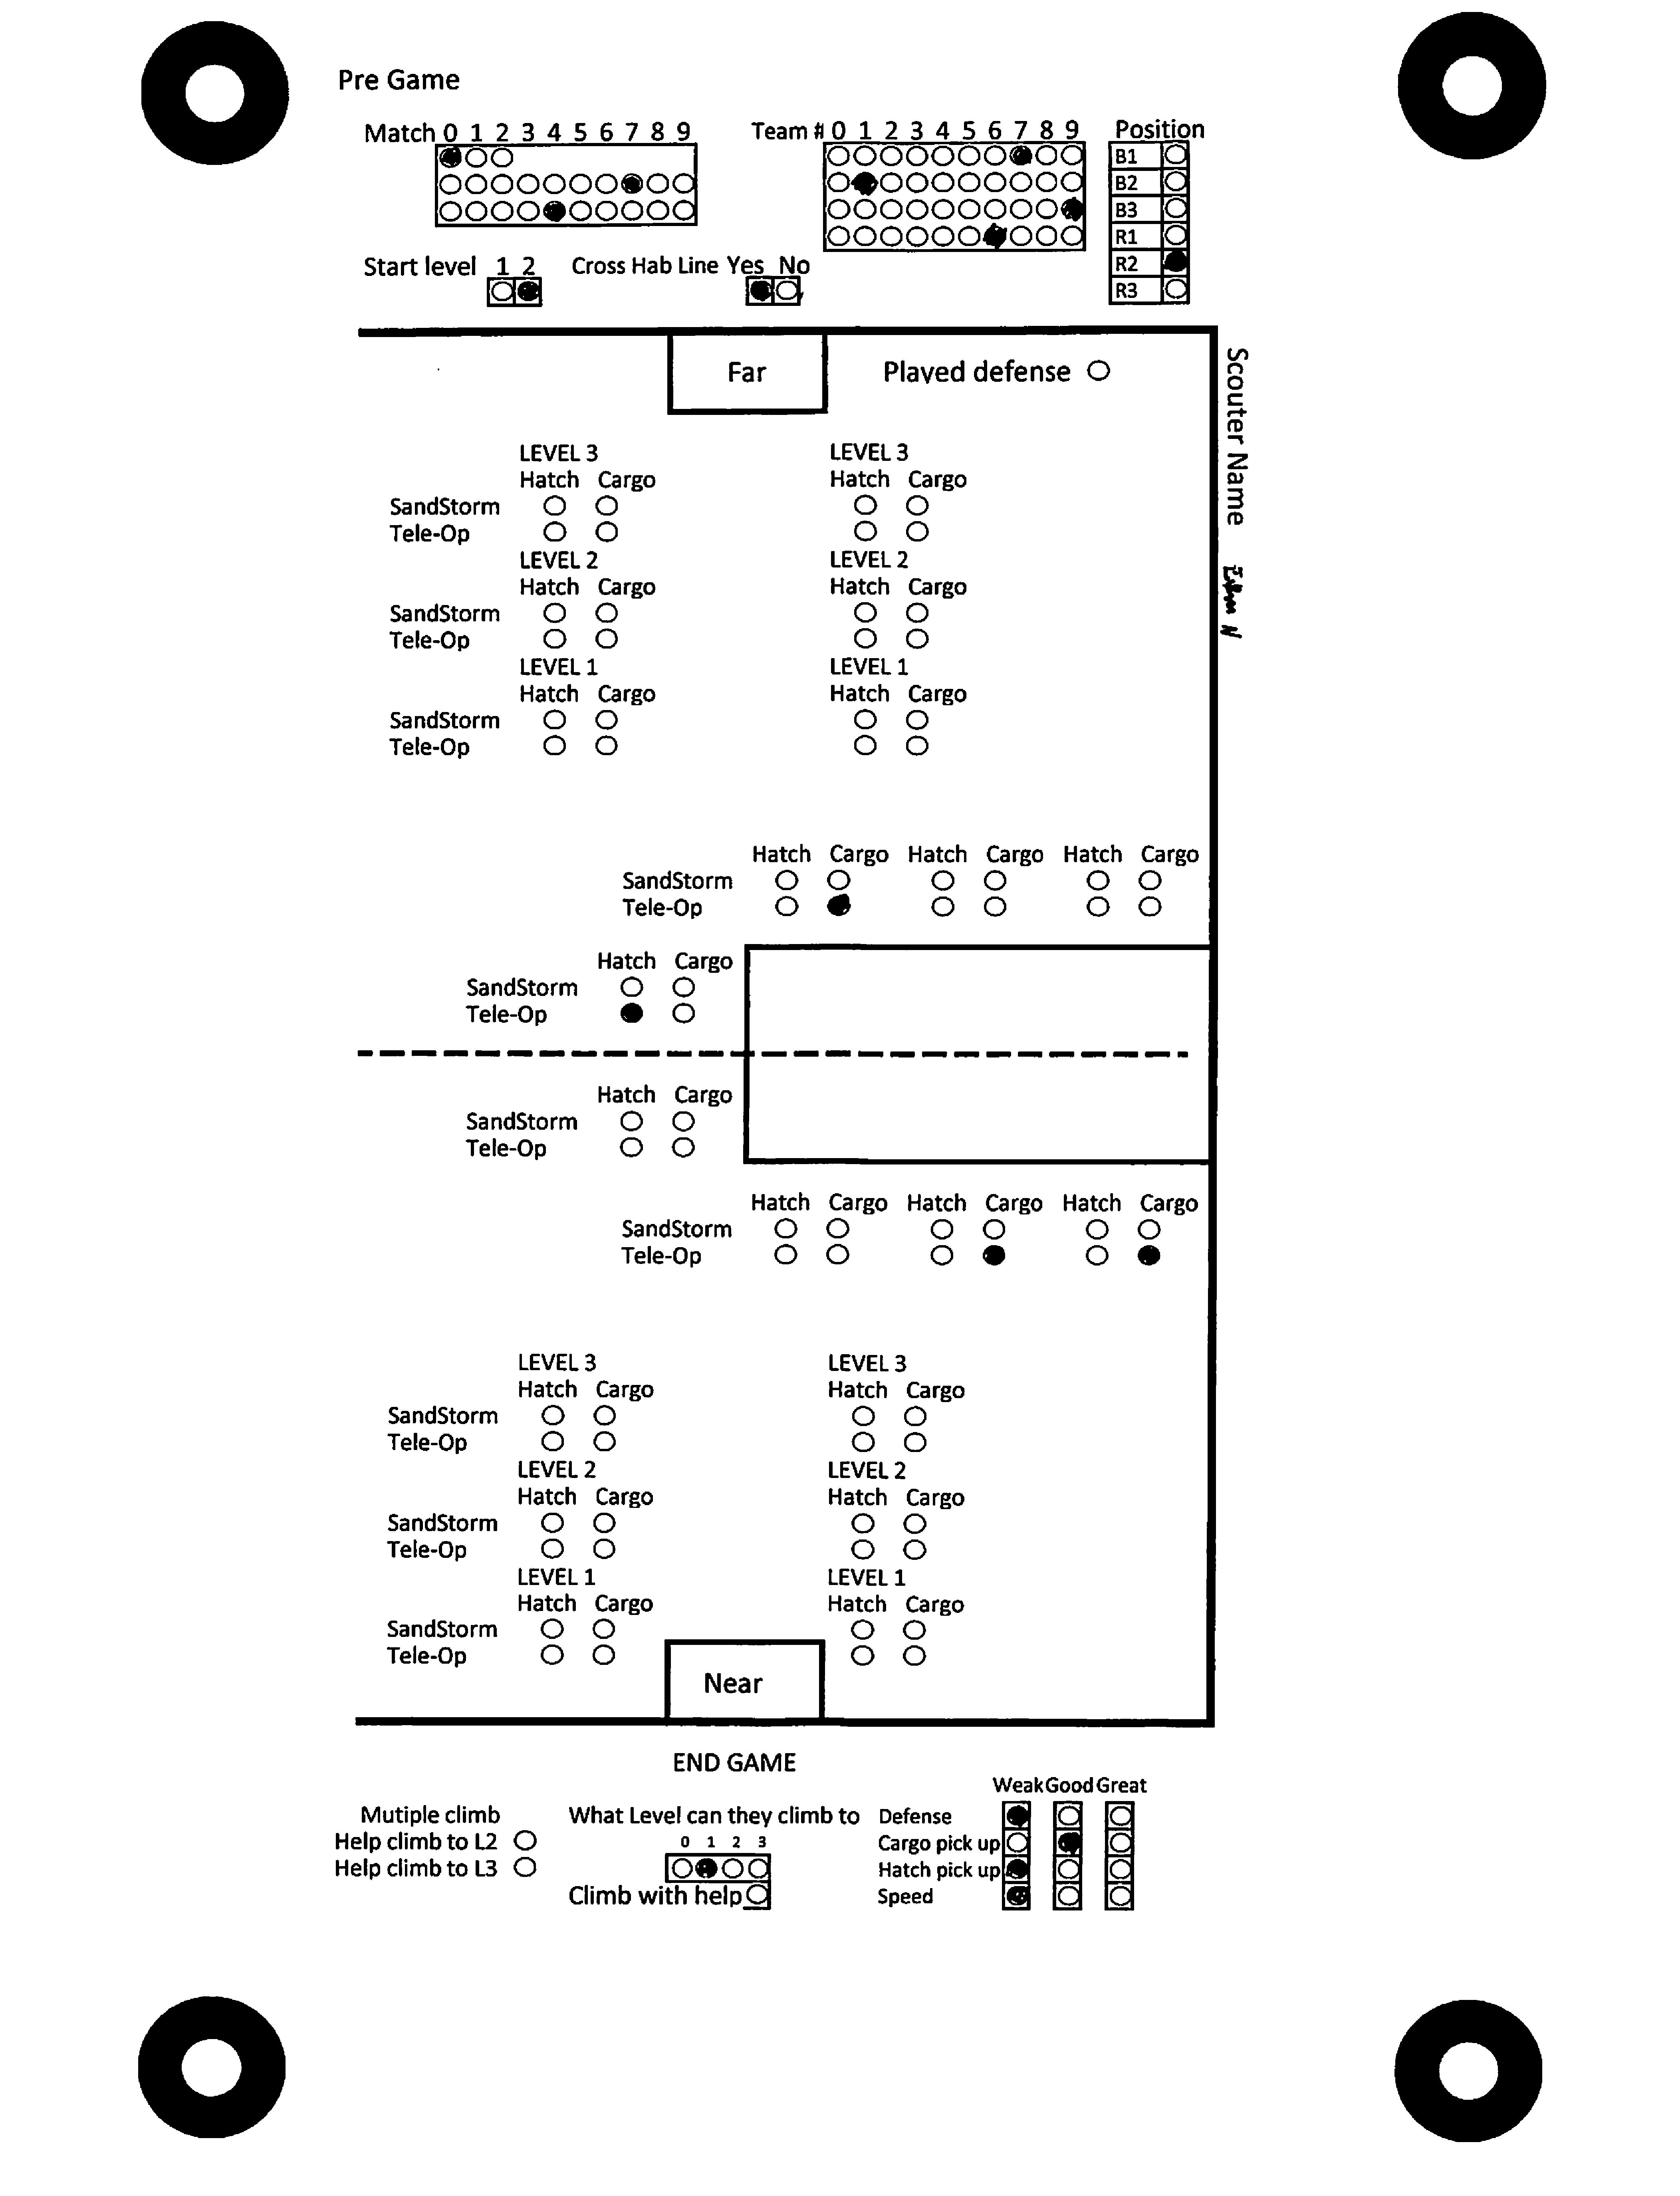 Pre Game
Match 0 1 2 3 4 5 6 7 8 9
Team # 0 1 2 3 4 5 6 7 8 9
Position
B1
B2
B3
R1
R2
R3
Start level 1 2
Cross Hab Line Yes No
Far
Played defense
Scouter Name
LEVEL 3 LEVEL 3
Hatch Cargo Hatch Cargo
SandStorm
Tele-Op
LEVEL 2 LEVEL 2
Hatch Cargo Hatch Cargo
SandStorm
Tele-Op
LEVEL 1 LEVEL 1
Hatch Cargo Hatch Cargo
SandStorm
Tele-Op
Hatch Cargo Hatch Cargo Hatch Cargo
SandStorm
Tele-Op
Hatch Cargo
SandStorm
Tele-Op
Hatch Cargo
SandStorm
Tele-Op
Hatch Cargo Hatch Cargo Hatch Cargo
SandStorm
Tele-Op
LEVEL 3 LEVEL 3
Hatch Cargo Hatch Cargo
SandStorm
Tele-Op
LEVEL 2 LEVEL 2
Hatch Cargo Hatch Cargo
SandStorm
Tele-Op
LEVEL 1 LEVEL 1
Hatch Cargo Hatch Cargo
SandStorm
Tele-Op
Near
END GAME
Mutiple climb
Help climb to L2
Help climb to L3
What Level can they climb to
0 1 2 3
Climb with help
Weak Good Great
Defense
Cargo pick up
Hatch pick up
Speed